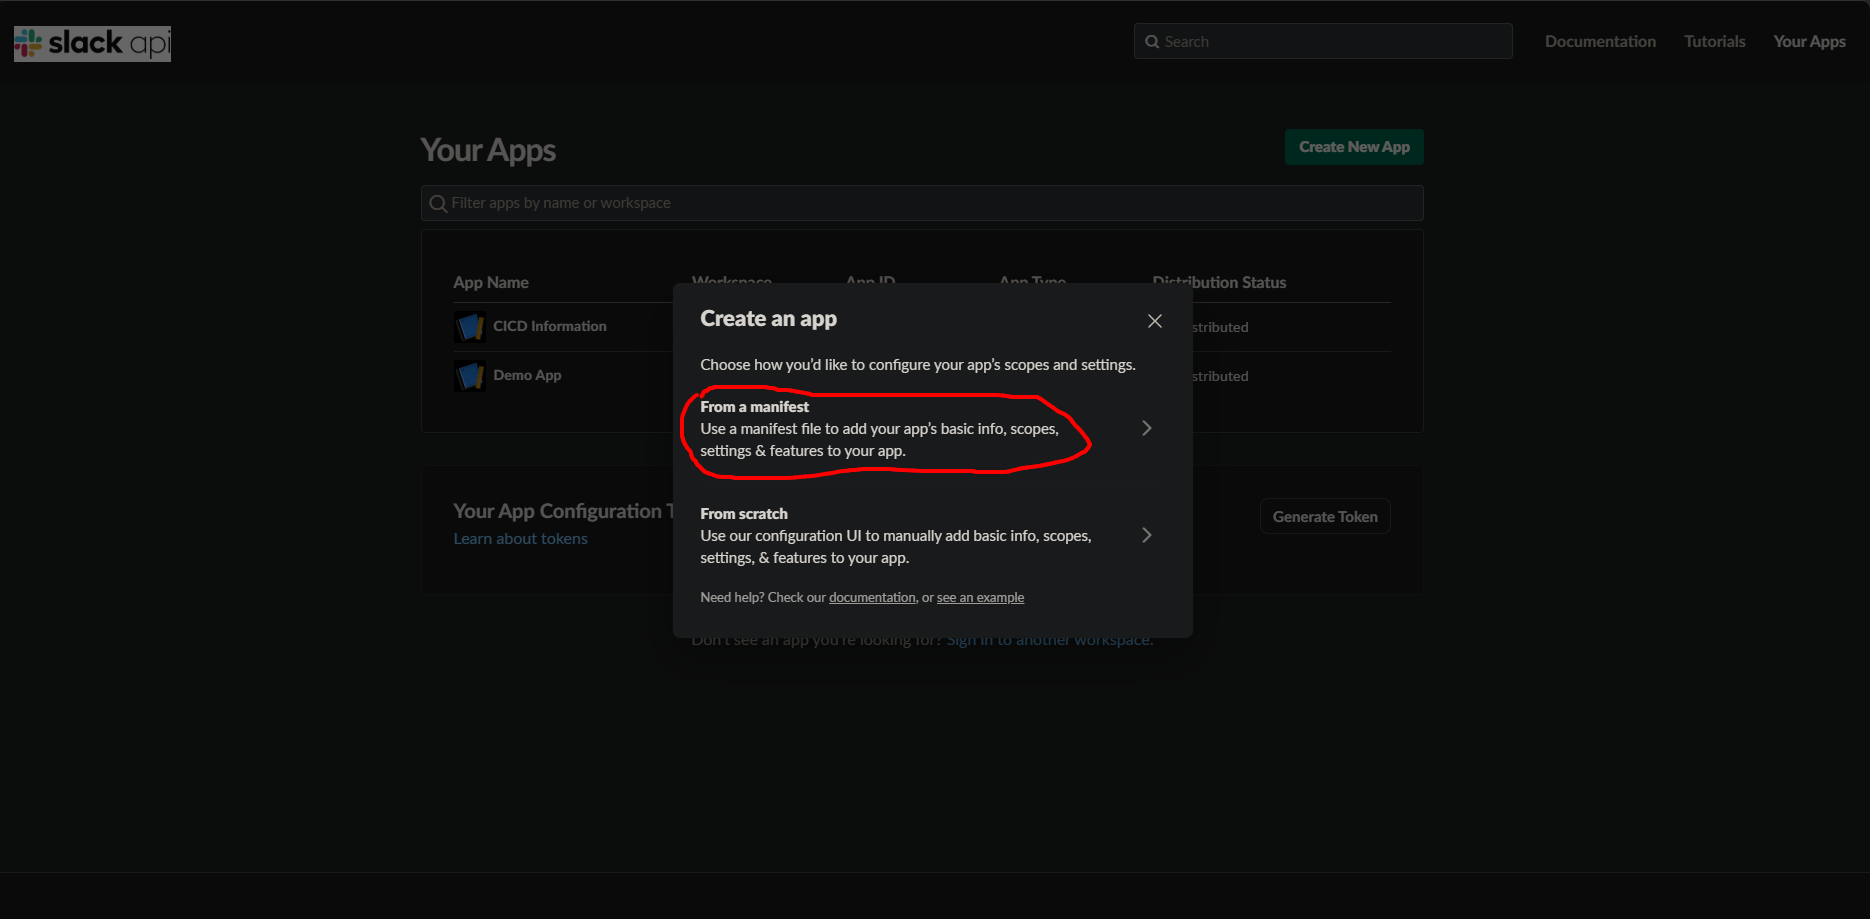 slack api
Search
Documentation
Tutorials
Your Apps
Your Apps
Create New App
Filter apps by name or workspace
App Name
Workspace
App ID
App Type
Distribution Status
CICD Information
stributed
Demo App
stributed
Create an app
Choose how you'd like to configure your app's scopes and settings.
From a manifest
Use a manifest file to add your app's basic info, scopes,
settings & features to your app.
From scratch
Use our configuration UI to manually add basic info, scopes,
settings, & features to your app.
Need help? Check our documentation, or see an example
Your App Configuration T
Learn about tokens
Generate Token
Don't see an app you're looking for? Sign in to another workspace.